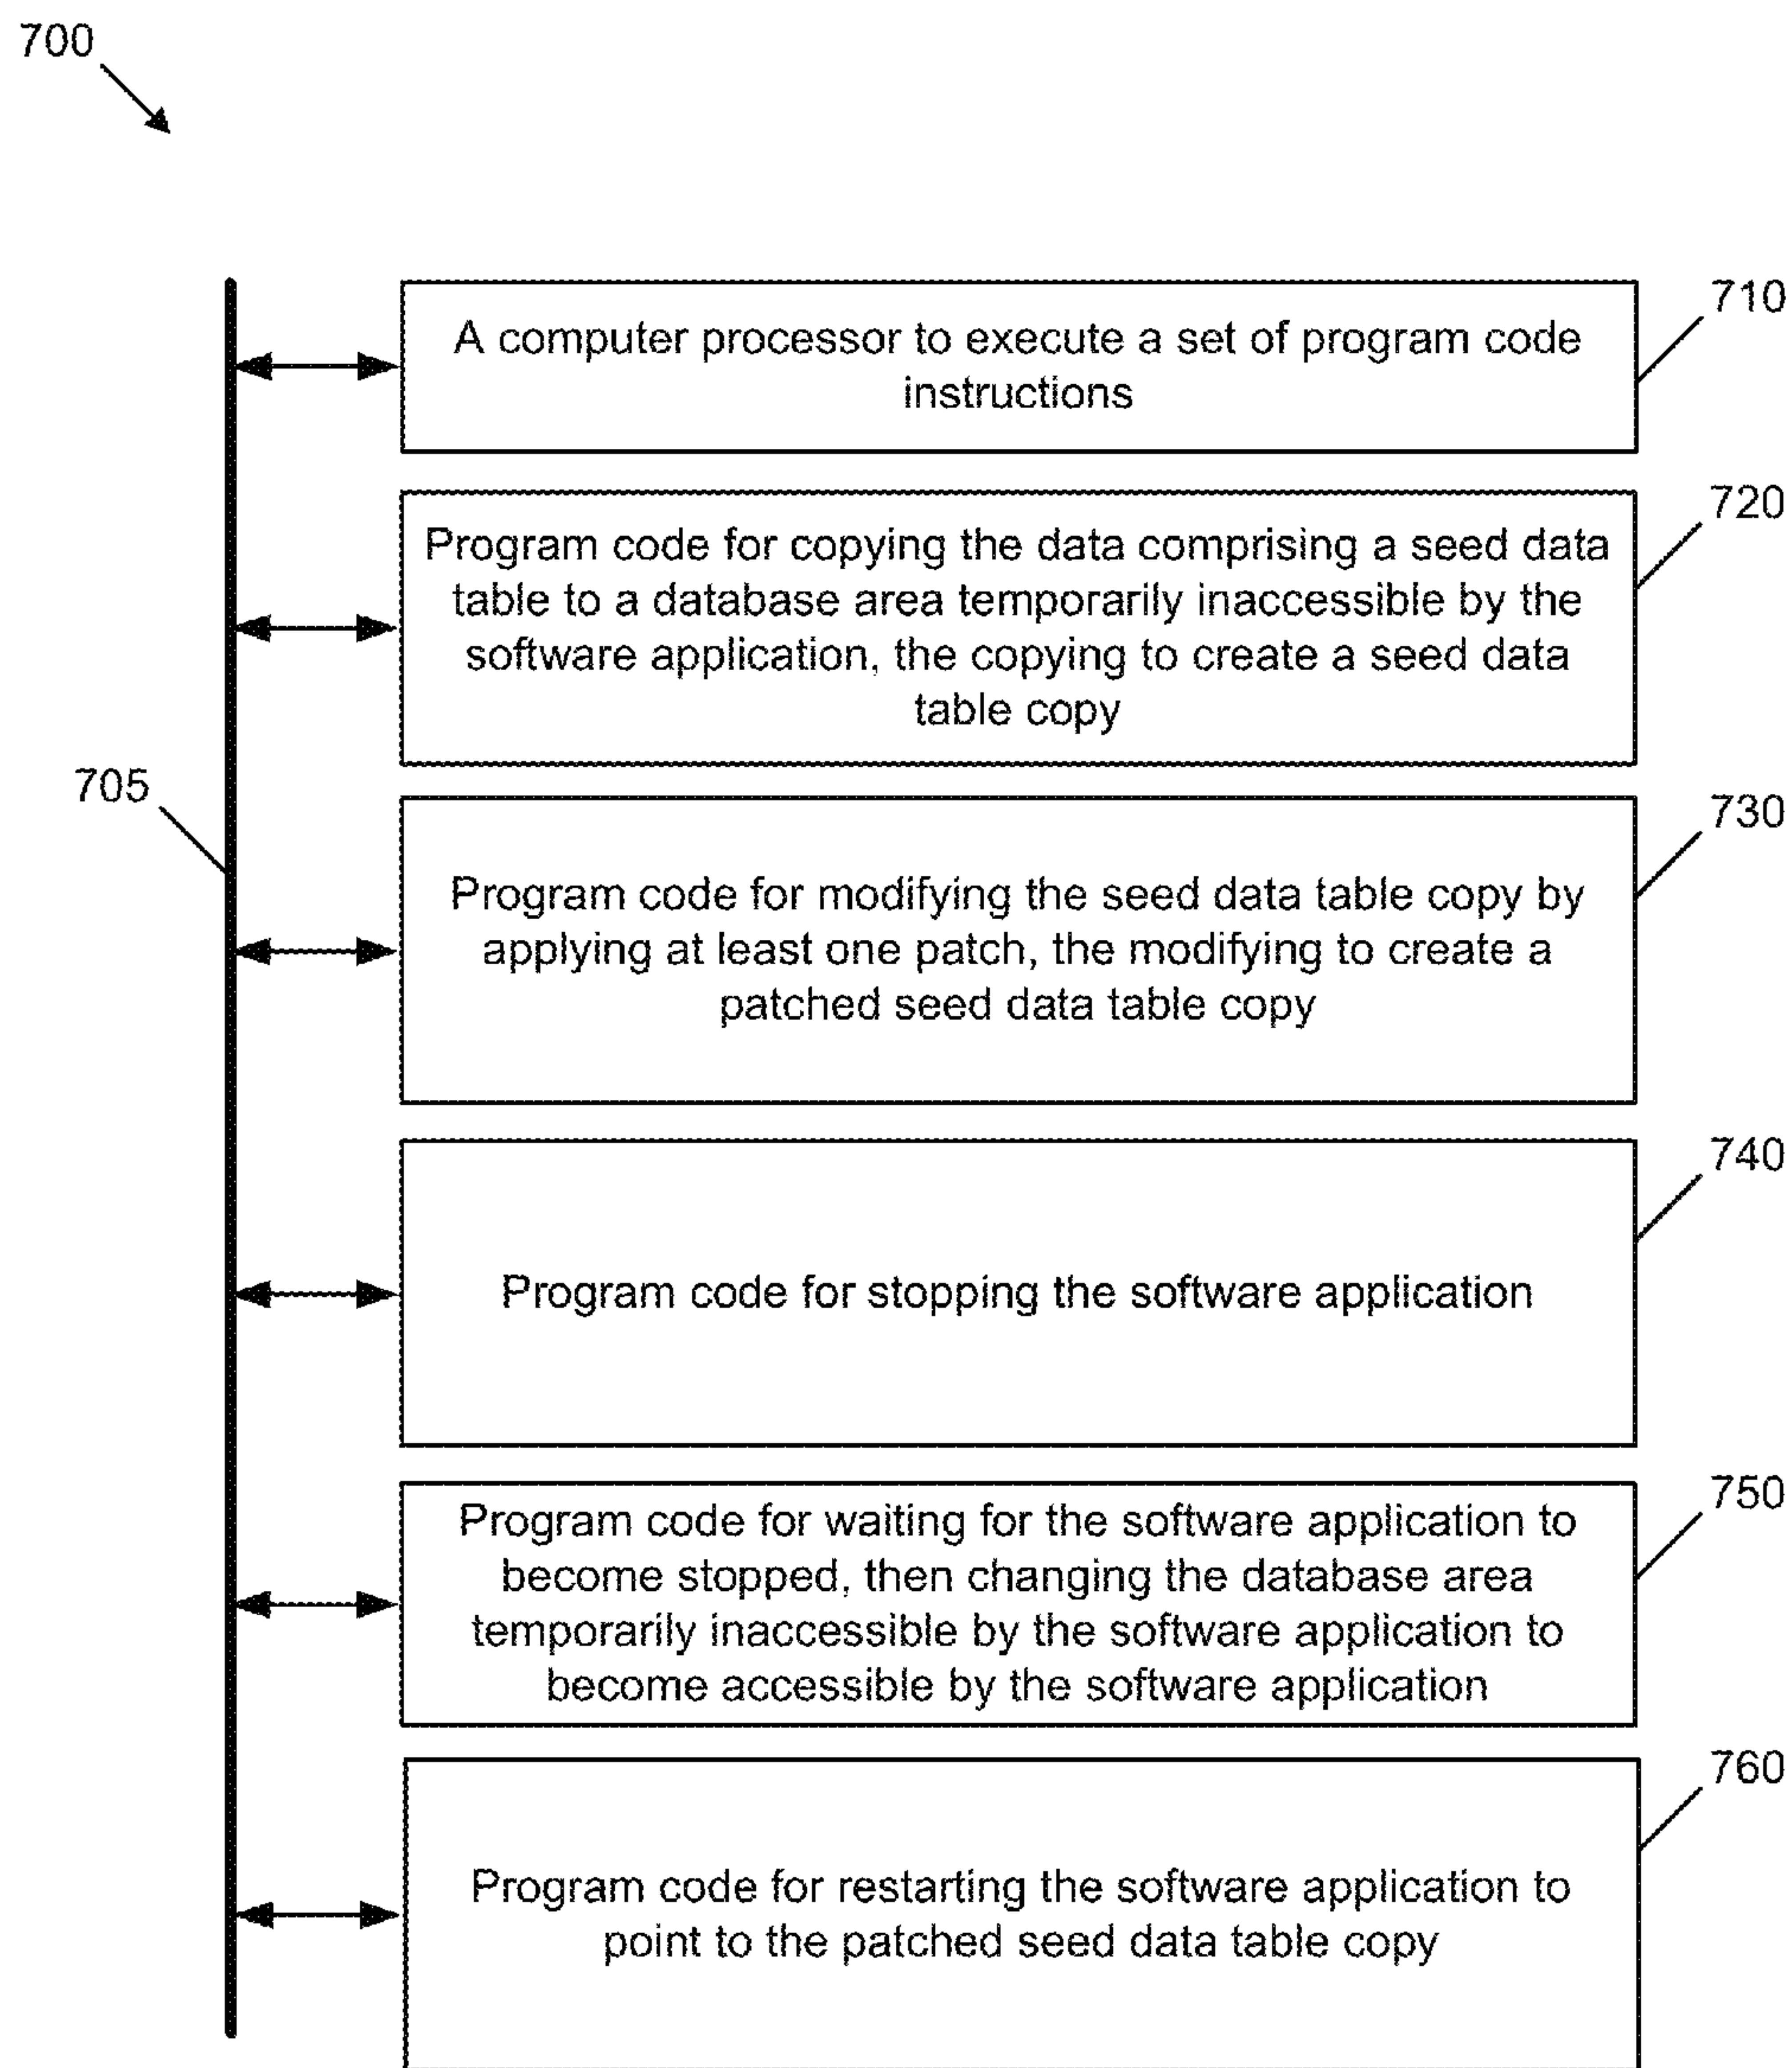 700
710
A computer processor to execute a set of program code
instructions
720
Program code for copying the data comprising a seed data
table to a database area temporarily inaccessible by the
software application, the copying to create a seed data
table copy
705
730
Program code for modifying the seed data table copy by
applying at least one patch, the modifying to create a
patched seed data table copy
740
Program code for stopping the software application
750
Program code for waiting for the software application to
become stopped, then changing the database area
temporarily inaccessible by the software application to
become accessible by the software application
760
Program code for restarting the software application to
point to the patched seed data table copy